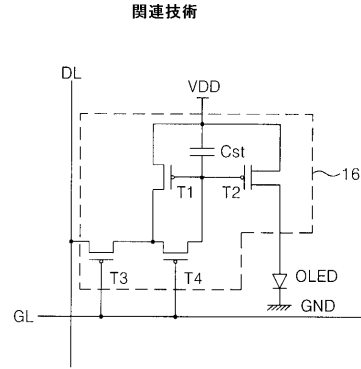 関連技術
DL
VDD
Cst
T1
T2
16
T3
T4
OLED
GND
GL